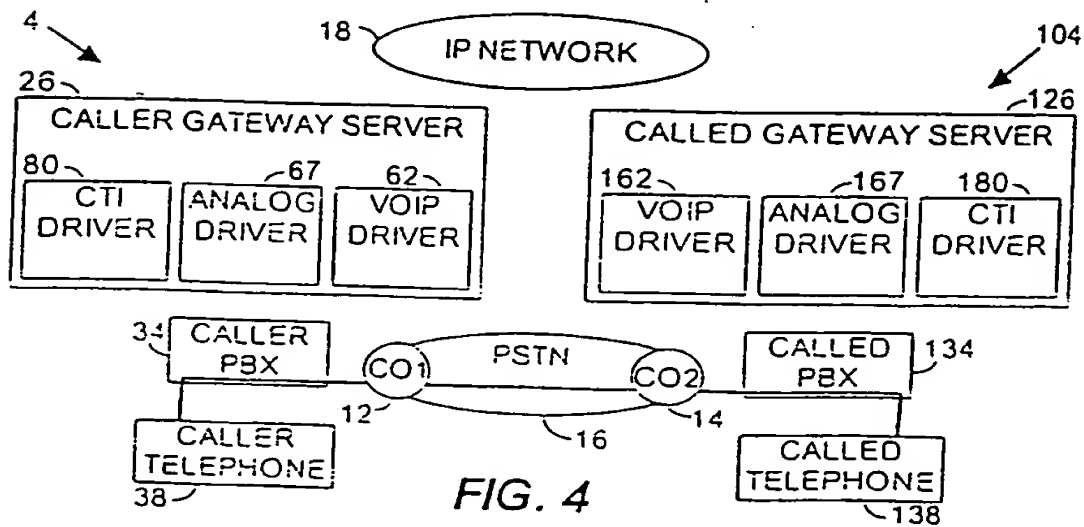 4
18
IP NETWORK
104
26
126
CALLER GATEWAY SERVER
CALLED GATEWAY SERVER
80
67
62
162
167
180
CTI
DRIVER
ANALOG
DRIVER
VOIP
DRIVER
VOIP
DRIVER
ANALOG
DRIVER
CTI
DRIVER
34
CALLER
PBX
CO1
PSTN
CO2
CALLED
PBX
134
12
14
16
CALLER
TELEPHONE
38
CALLED
TELEPHONE
138
FIG. 4